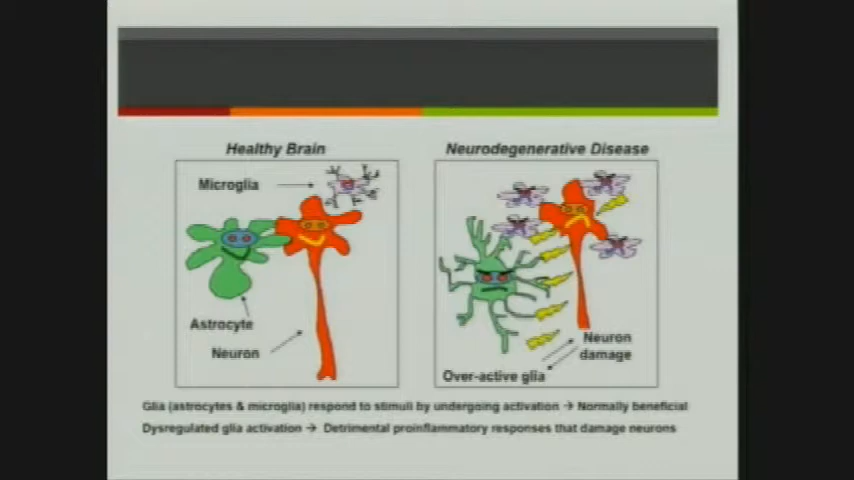 Healthy Brain
Neurodegenerative Disease
Microglia
Astrocyte
Neuron
Neuron
damage
Over-active glia
Glia (astrocytes & microglia) respond to stimuli by undergoing activation → Normally beneficial
Dysregulated glia activation → Detrimental proinflammatory responses that damage neurons